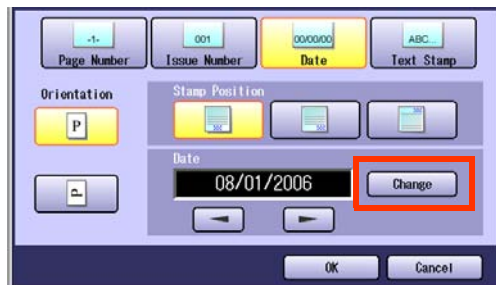 -1-
Page Number
001
Issue Number
00/00/00
Date
ABC...
Text Stamp
Orientation
P
P
Stamp Position
Date
08/01/2006
Change
OK
Cancel